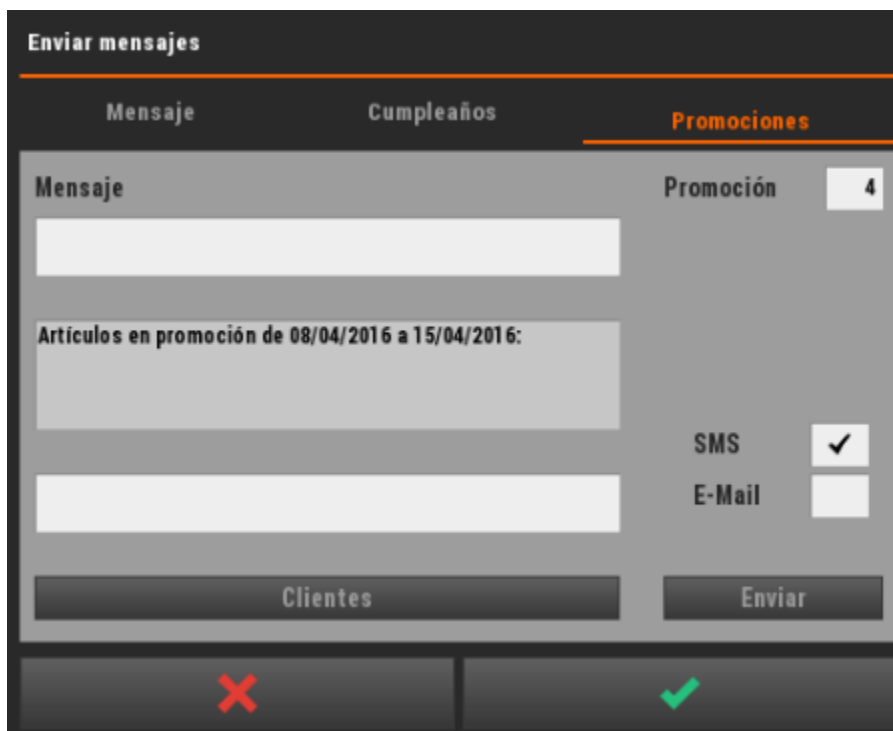 Enviar mensajes
Mensaje Cumpleaños Promociones
Mensaje Promoción 4
Artículos en promoción de 08/04/2016 a 15/04/2016:
SMS
E-Mail
Clientes Enviar